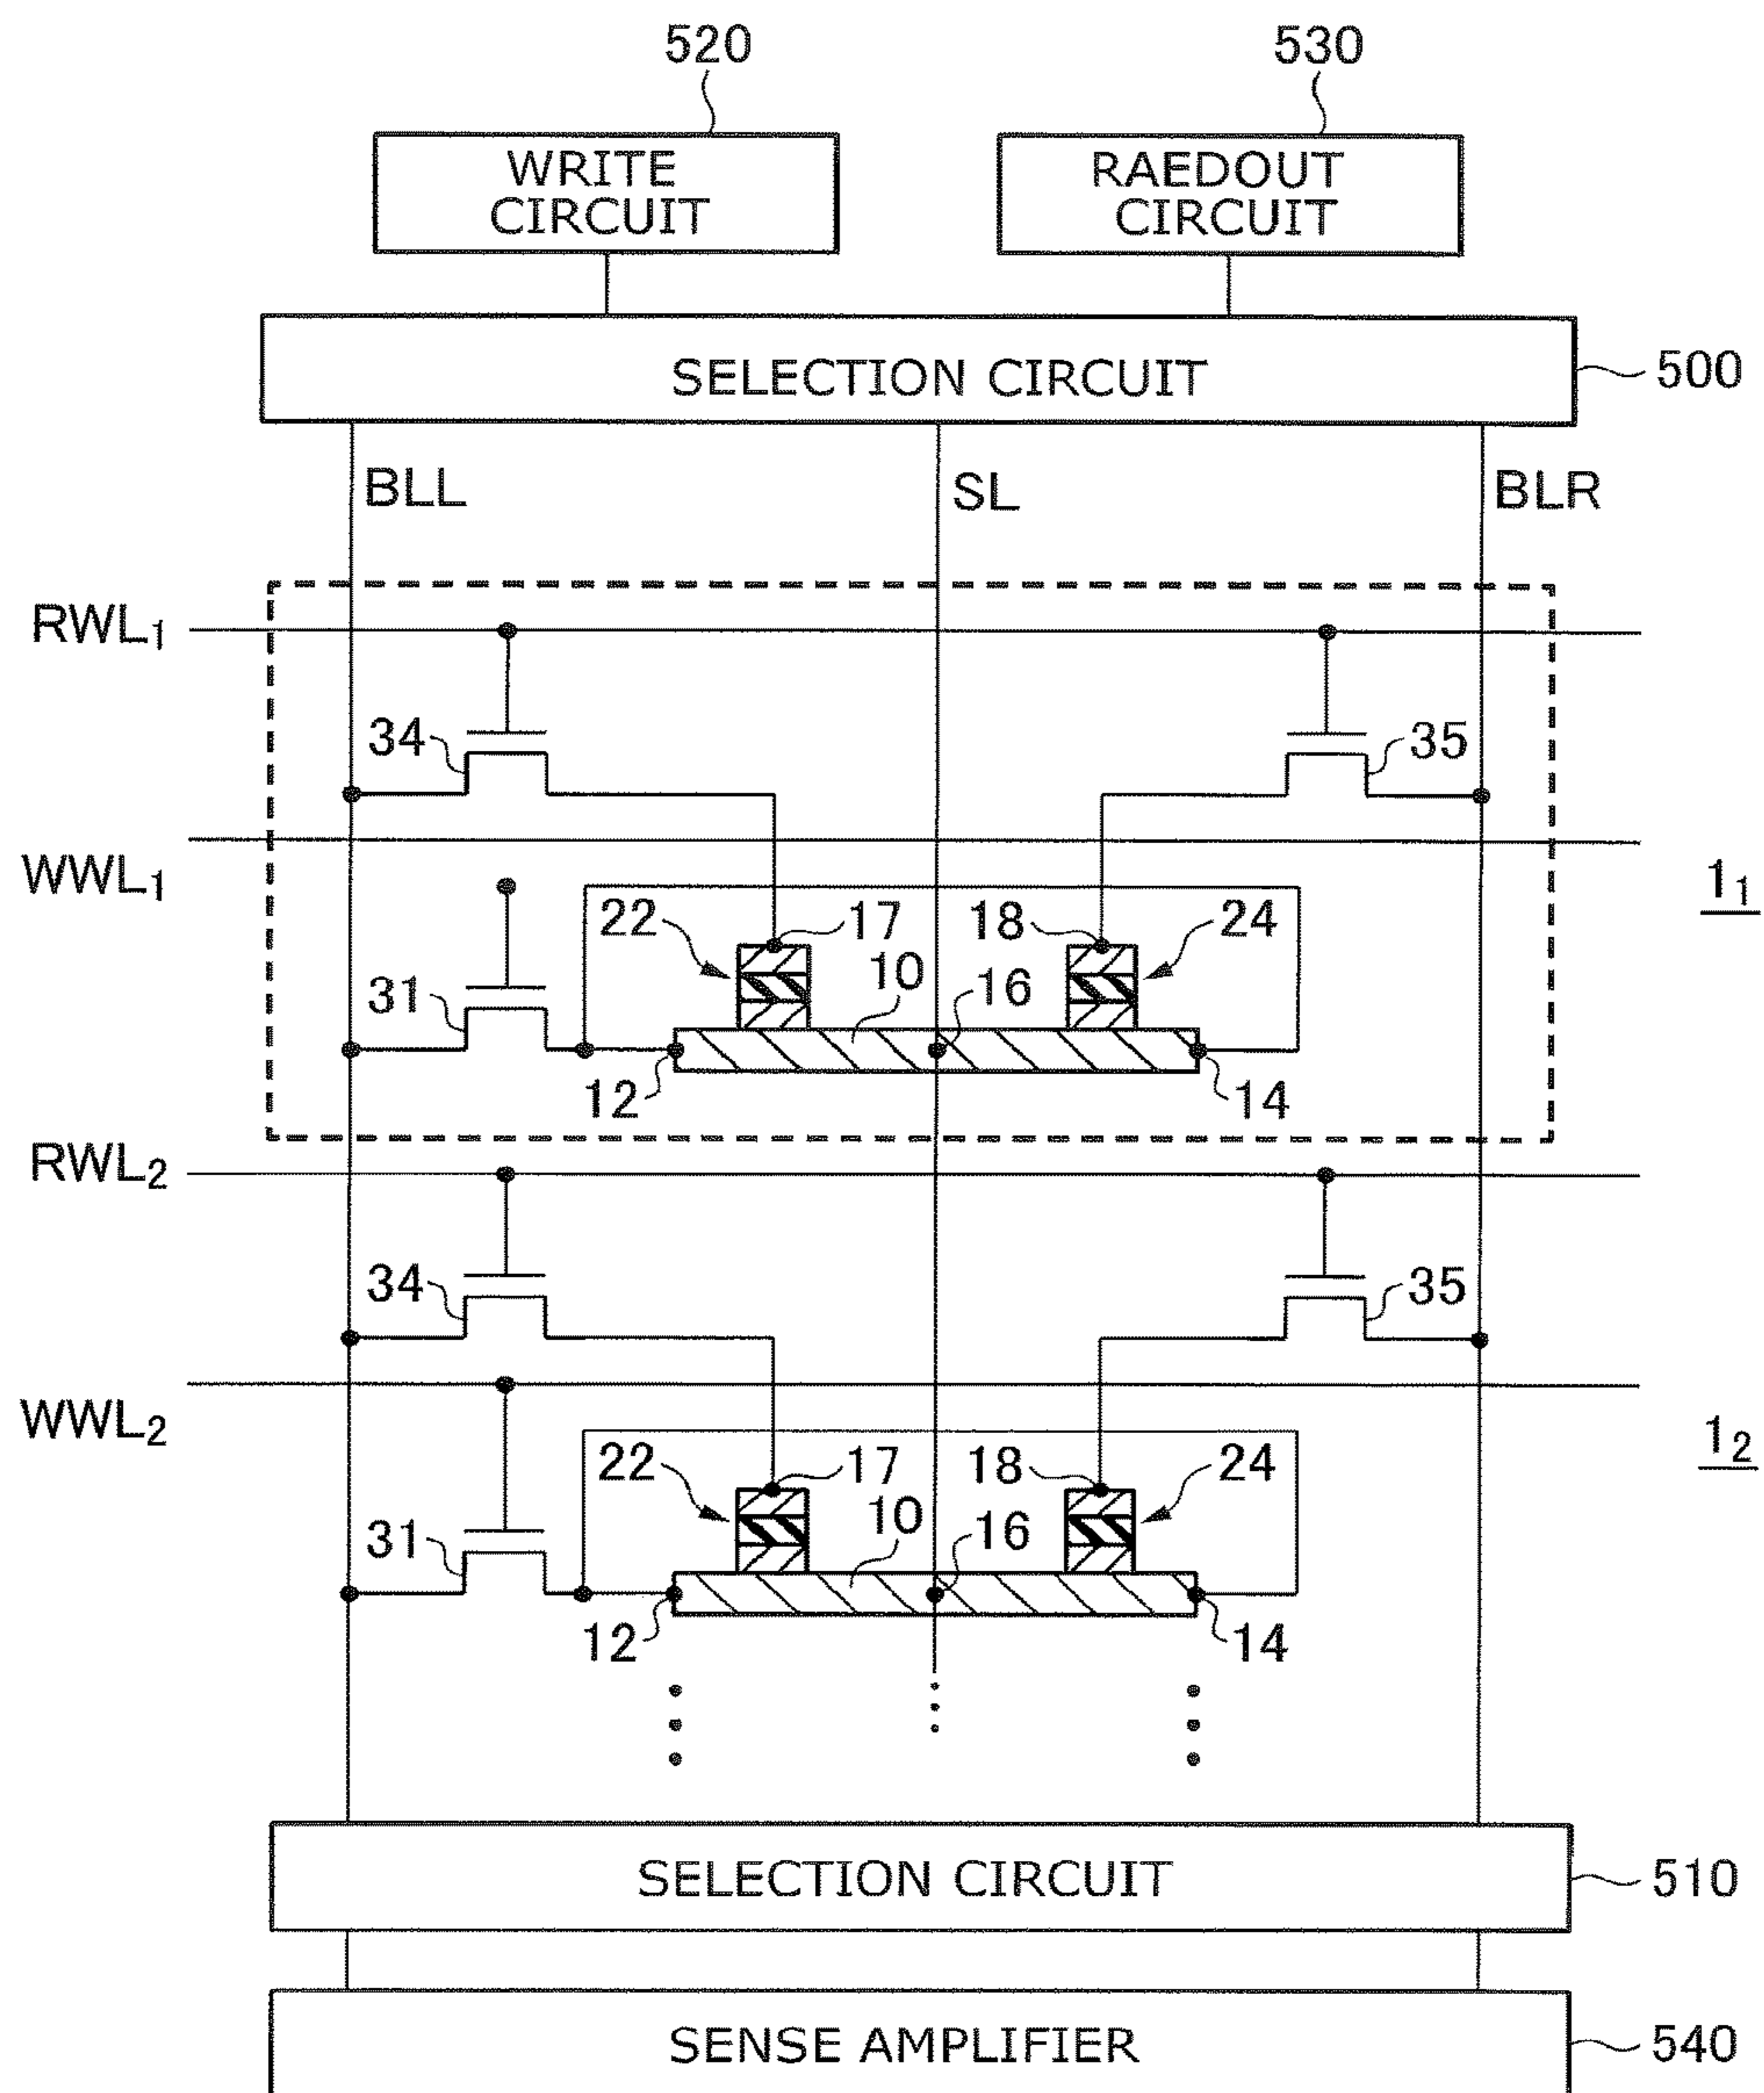 520
530
WRITE
CIRCUIT
RAEDOUT
CIRCUIT
SELECTION CIRCUIT
500
BLL
SL
BLR
RWL₁
34
35
WWL₁
1₁
22
17
18
24
10
16
31
12
14
RWL₂
34
35
WWL₂
1₂
22
17
18
24
10
16
31
12
14
SELECTION CIRCUIT
510
SENSE AMPLIFIER
540